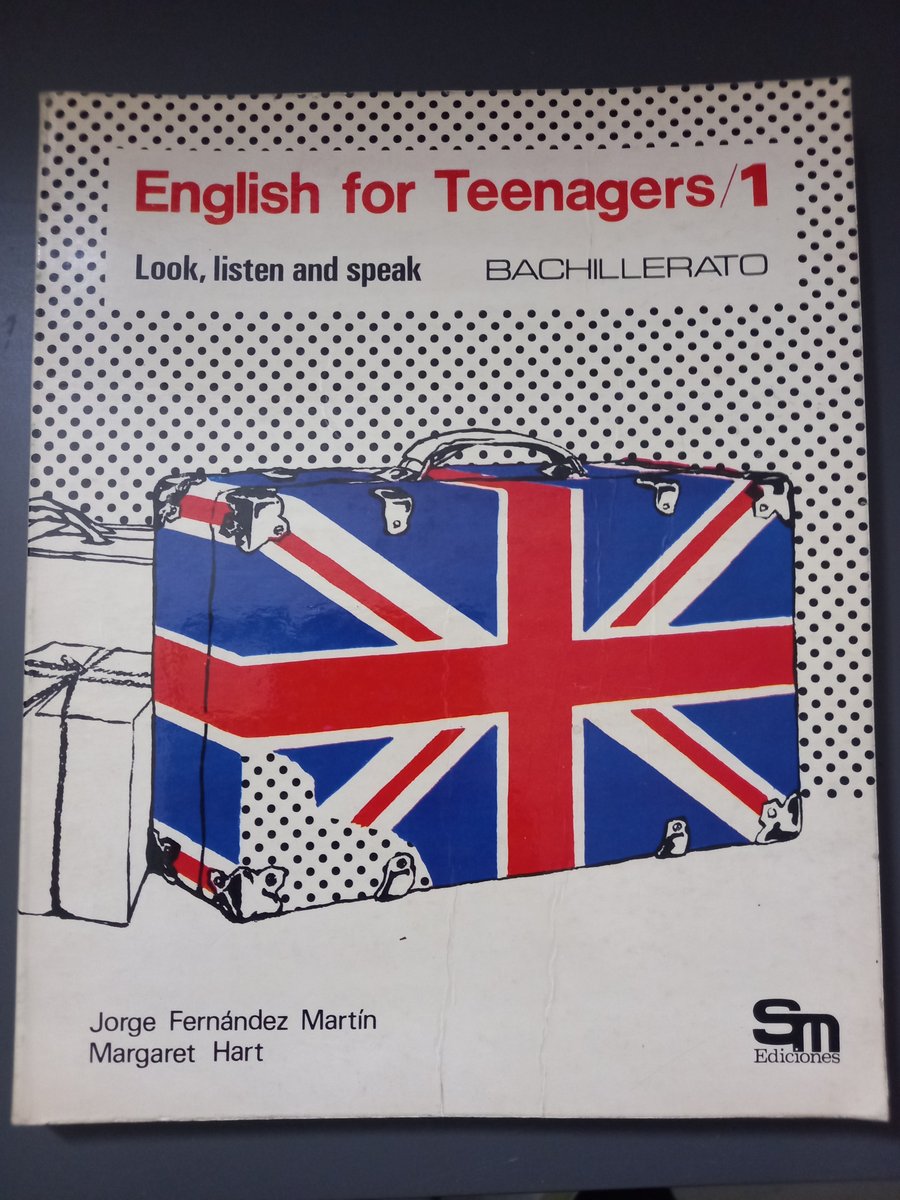 English for Teenagers/1
Look, listen and speak BACHILLERATO
Jorge Fernández Martín
Margaret Hart
Sm
Ediciones